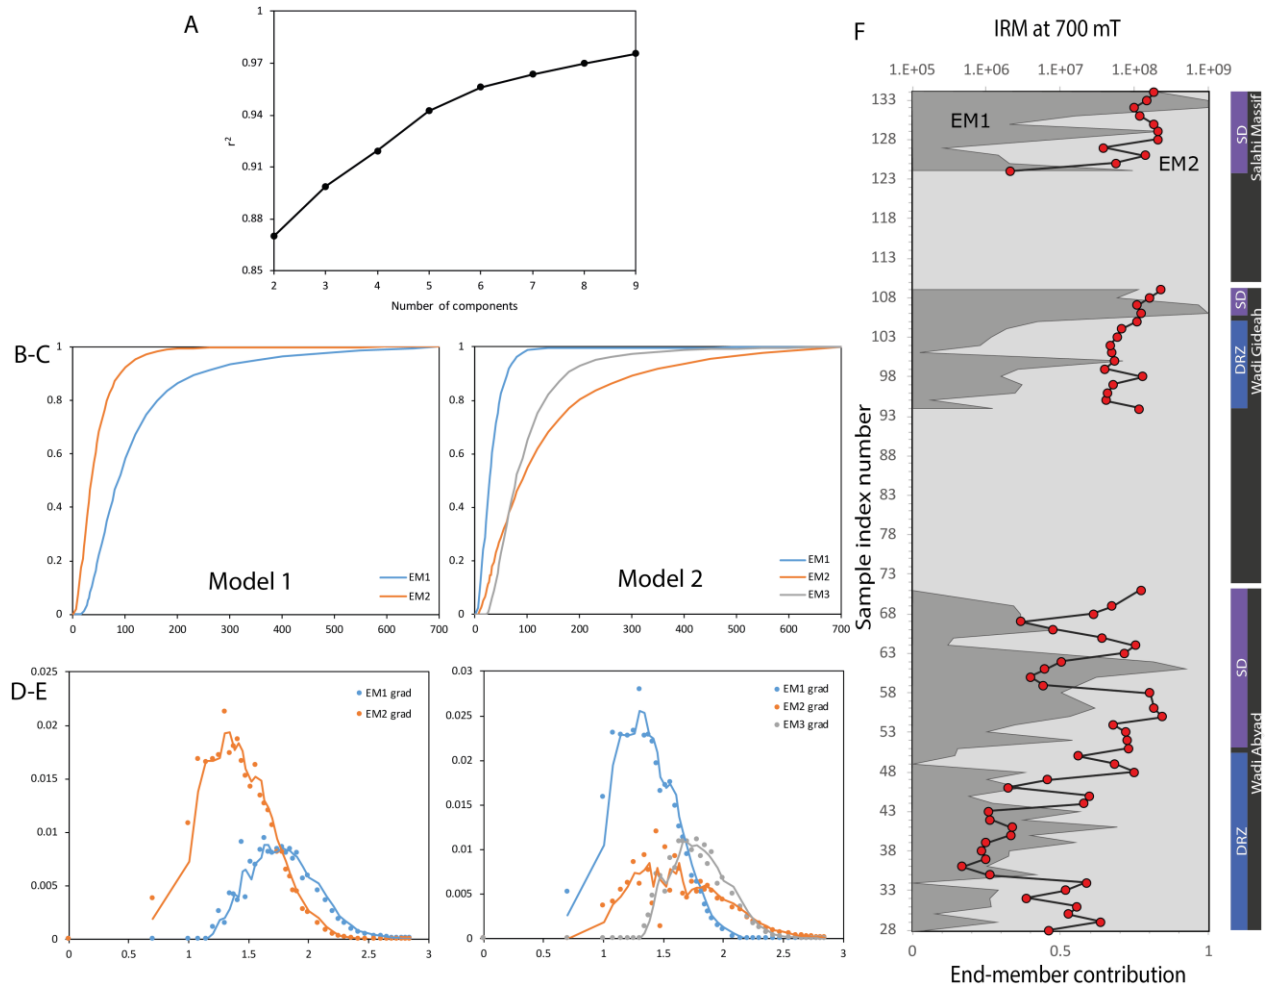 A
1
0.97
0.94
0.91
0.88
0.85
r²
2 3 4 5 6 7 8 9
Number of components
B-C
1
0.8
0.6
0.4
0.2
0
0 100 200 300 400 500 600 700
Model 1
EM1
EM2
1
0.8
0.6
0.4
0.2
0
0 100 200 300 400 500 600 700
Model 2
EM1
EM2
EM3
D-E
0.025
0.02
0.015
0.01
0.005
0
0 0.5 1 1.5 2 2.5 3
EM1 grad
EM2 grad
0.03
0.025
0.02
0.015
0.01
0.005
0
0 0.5 1 1.5 2 2.5 3
EM1 grad
EM2 grad
EM3 grad
F
IRM at 700 mT
1.E+05 1.E+06 1.E+07 1.E+08 1.E+09
EM1
EM2
Sample index number
133
128
123
118
113
108
103
98
93
88
83
78
73
68
63
58
53
48
43
38
33
28
0 0.5 1
End-member contribution
SD
Salahi Massif
SD
DRZ
Wadi Gideah
SD
DRZ
Wadi Abyad